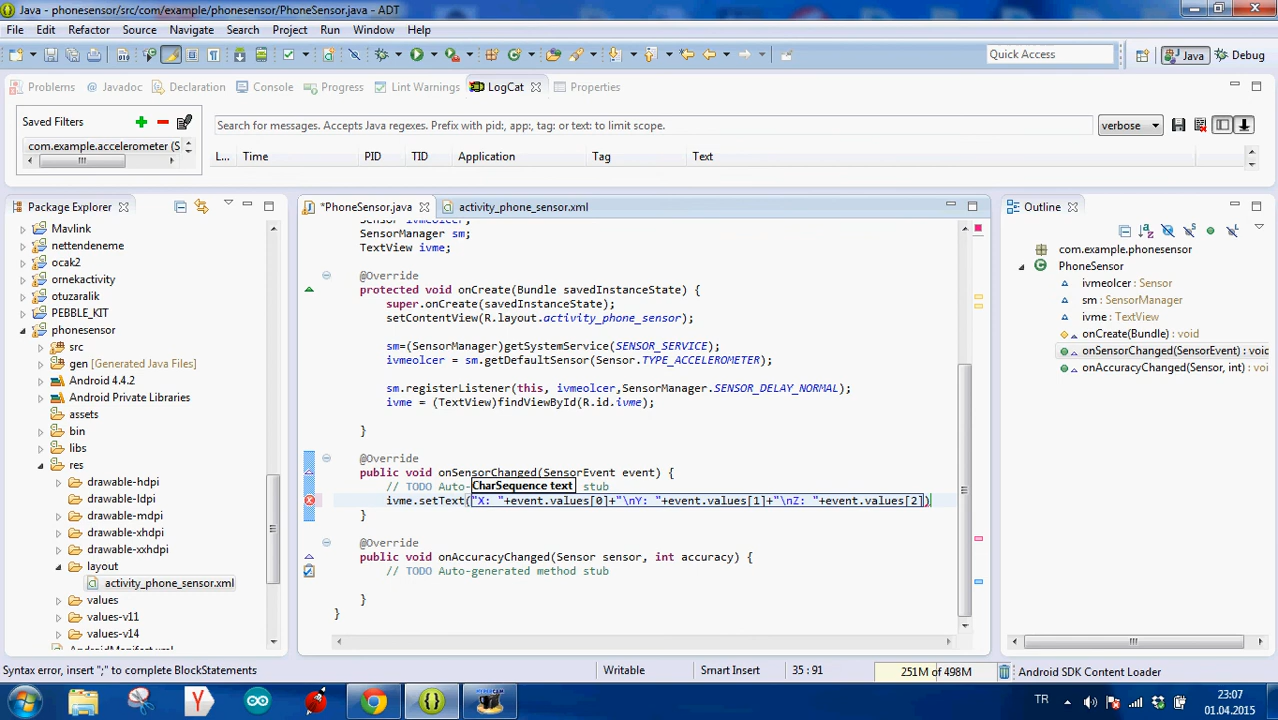 Java - phonesensor/src/com/example/phonesensor/PhoneSensor.java - ADT
File Edit Refactor Source Navigate Search Project Run Window Help
Quick Access
Java
Debug
Problems Javadoc Declaration Console Progress Lint Warnings LogCat Properties
Saved Filters
com.example.accelerometer (S
Search for messages. Accepts Java regexes. Prefix with pid:, app:, tag: or text: to limit scope.
verbose
L... Time PID TID Application Tag Text
Package Explorer
Mavlink
nettendeneme
ocak2
ornekactivity
otuzaralik
PEBBLE_KIT
phonesensor
src
gen [Generated Java Files]
Android 4.4.2
Android Private Libraries
assets
bin
libs
res
drawable-hdpi
drawable-ldpi
drawable-mdpi
drawable-xhdpi
drawable-xxhdpi
layout
activity_phone_sensor.xml
values
values-v11
values-v14
AndroidManifest.xml
*PhoneSensor.java
activity_phone_sensor.xml
Sensor ivmeolcer;
SensorManager sm;
TextView ivme;
@Override
protected void onCreate(Bundle savedInstanceState) {
super.onCreate(savedInstanceState);
setContentView(R.layout.activity_phone_sensor);
sm=(SensorManager)getSystemService(SENSOR_SERVICE);
ivmeolcer = sm.getDefaultSensor(Sensor.TYPE_ACCELEROMETER);
sm.registerListener(this, ivmeolcer,SensorManager.SENSOR_DELAY_NORMAL);
ivme = (TextView)findViewById(R.id.ivme);
}
@Override
public void onSensorChanged(SensorEvent event) {
// TODO Auto- CharSequence text stub
ivme.setText("X: "+event.values[0]+"\nY: "+event.values[1]+"\nZ: "+event.values[2])
}
@Override
public void onAccuracyChanged(Sensor sensor, int accuracy) {
// TODO Auto-generated method stub
}
}
Outline
com.example.phonesensor
PhoneSensor
ivmeolcer : Sensor
sm : SensorManager
ivme : TextView
onCreate(Bundle) : void
onSensorChanged(SensorEvent) : voic
onAccuracyChanged(Sensor, int) : voi
Syntax error, insert ";" to complete BlockStatements
Writable
Smart Insert
35 : 91
251M of 498M
Android SDK Content Loader
TR
23:07
01.04.2015